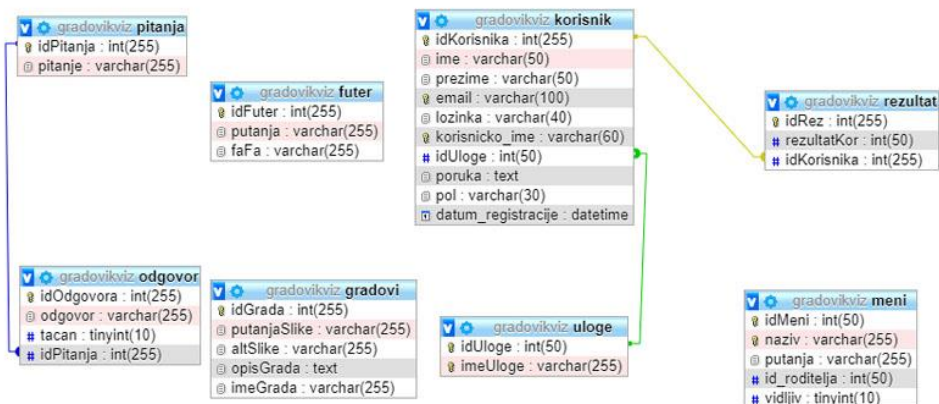 gradovikviz pitanja
idPitanja : int(255)
pitanje : varchar(255)
gradovikviz futer
idFuter : int(255)
putanja : varchar(255)
faFa : varchar(255)
gradovikviz korisnik
idKorisnika : int(255)
ime : varchar(50)
prezime : varchar(50)
email : varchar(100)
lozinka : varchar(40)
korisnicko_ime : varchar(60)
# idUloge : int(50)
poruka : text
pol : varchar(30)
datum_registracije : datetime
gradovikviz rezultat
idRez : int(255)
# rezultatKor : int(50)
# idKorisnika : int(255)
gradovikviz odgovor
idOdgovora : int(255)
odgovor : varchar(255)
# tacan : tinyint(10)
# idPitanja : int(255)
gradovikviz gradovi
idGrada : int(255)
putanjaSlike : varchar(255)
altSlike : varchar(255)
opisGrada : text
imeGrada : varchar(255)
gradovikviz uloge
idUloge : int(50)
imeUloge : varchar(255)
gradovikviz meni
idMeni : int(50)
naziv : varchar(255)
putanja : varchar(255)
# id_roditelja : int(50)
# vidljiv : tinyint(10)